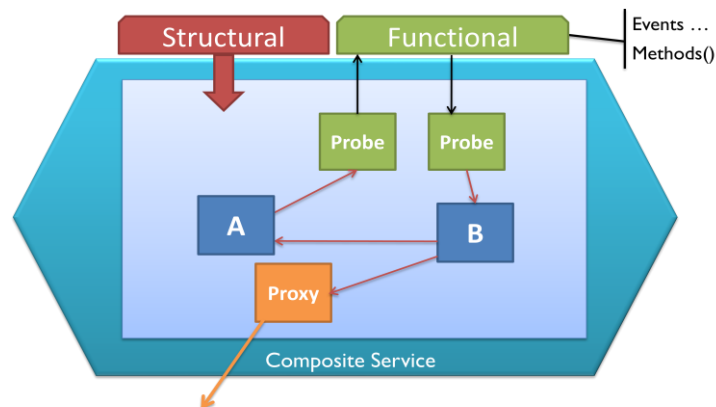 Structural
Functional
Events …
Methods()
Probe
Probe
A
B
Proxy
Composite Service